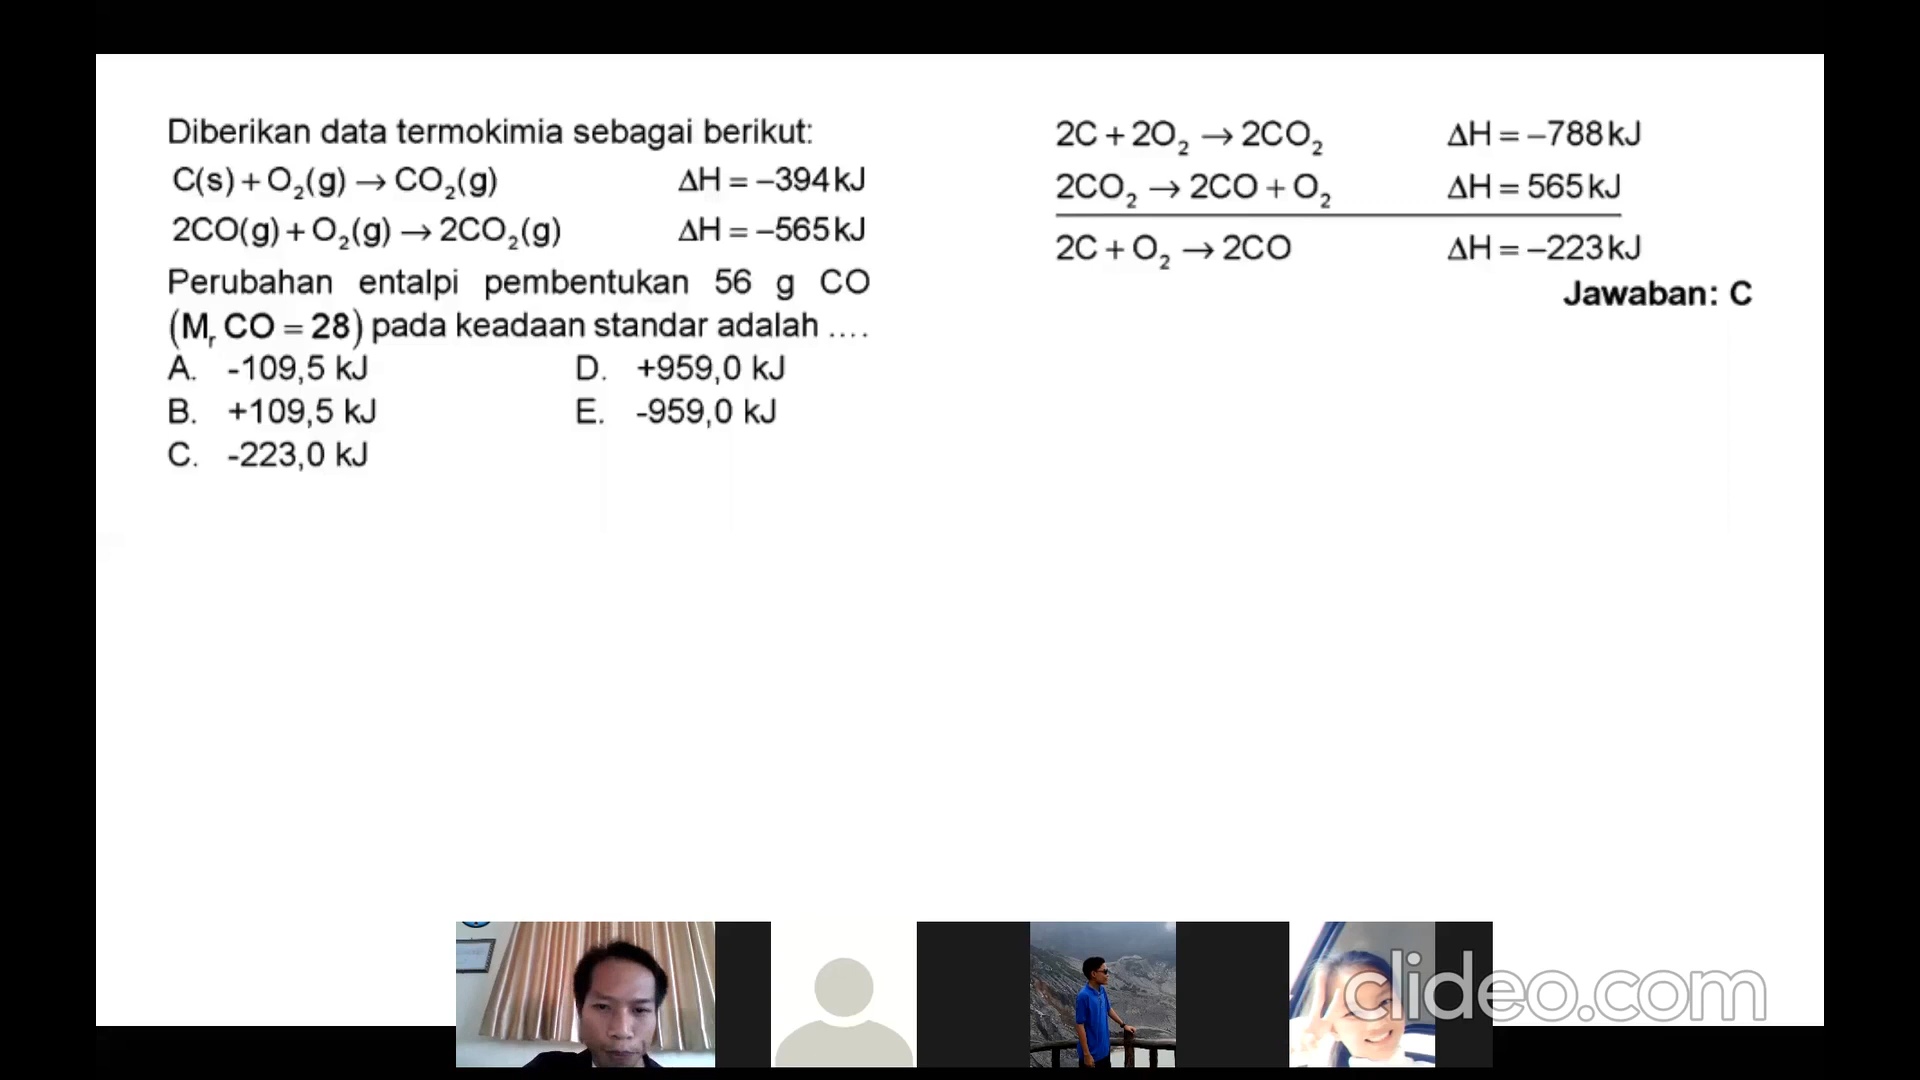 Diberikan data termokimia sebagai berikut:
C(s) + O₂(g) → CO₂(g) ΔH = –394 kJ
2CO(g) + O₂(g) → 2CO₂(g) ΔH = –565 kJ
Perubahan entalpi pembentukan 56 g CO
(Mᵣ CO = 28) pada keadaan standar adalah ....
A. -109,5 kJ
B. +109,5 kJ
C. -223,0 kJ
D. +959,0 kJ
E. -959,0 kJ
2C + 2O₂ → 2CO₂ ΔH = –788 kJ
2CO₂ → 2CO + O₂ ΔH = 565 kJ
2C + O₂ → 2CO ΔH = –223 kJ
Jawaban: C
clideo.com